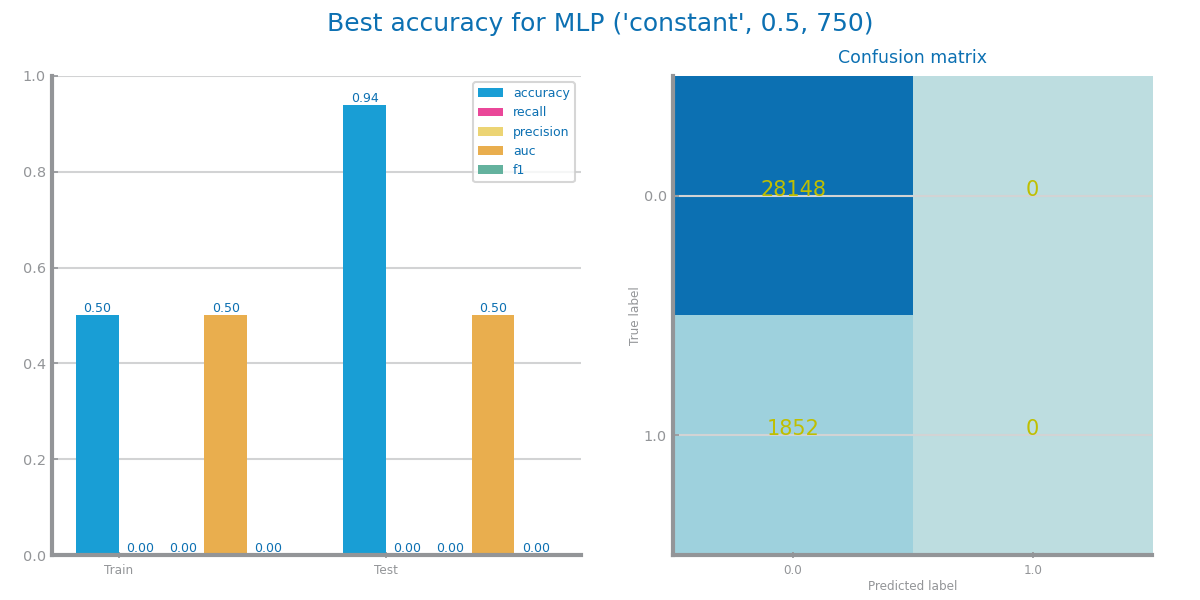 Best accuracy for MLP ('constant', 0.5, 750)
1.0
0.8
0.6
0.4
0.2
0.0
0.50
0.00
0.00
0.50
0.00
0.94
0.00
0.00
0.50
0.00
Train
Test
accuracy
recall
precision
auc
f1
Confusion matrix
True label
0.0
1.0
28148
0
1852
0
0.0
1.0
Predicted label